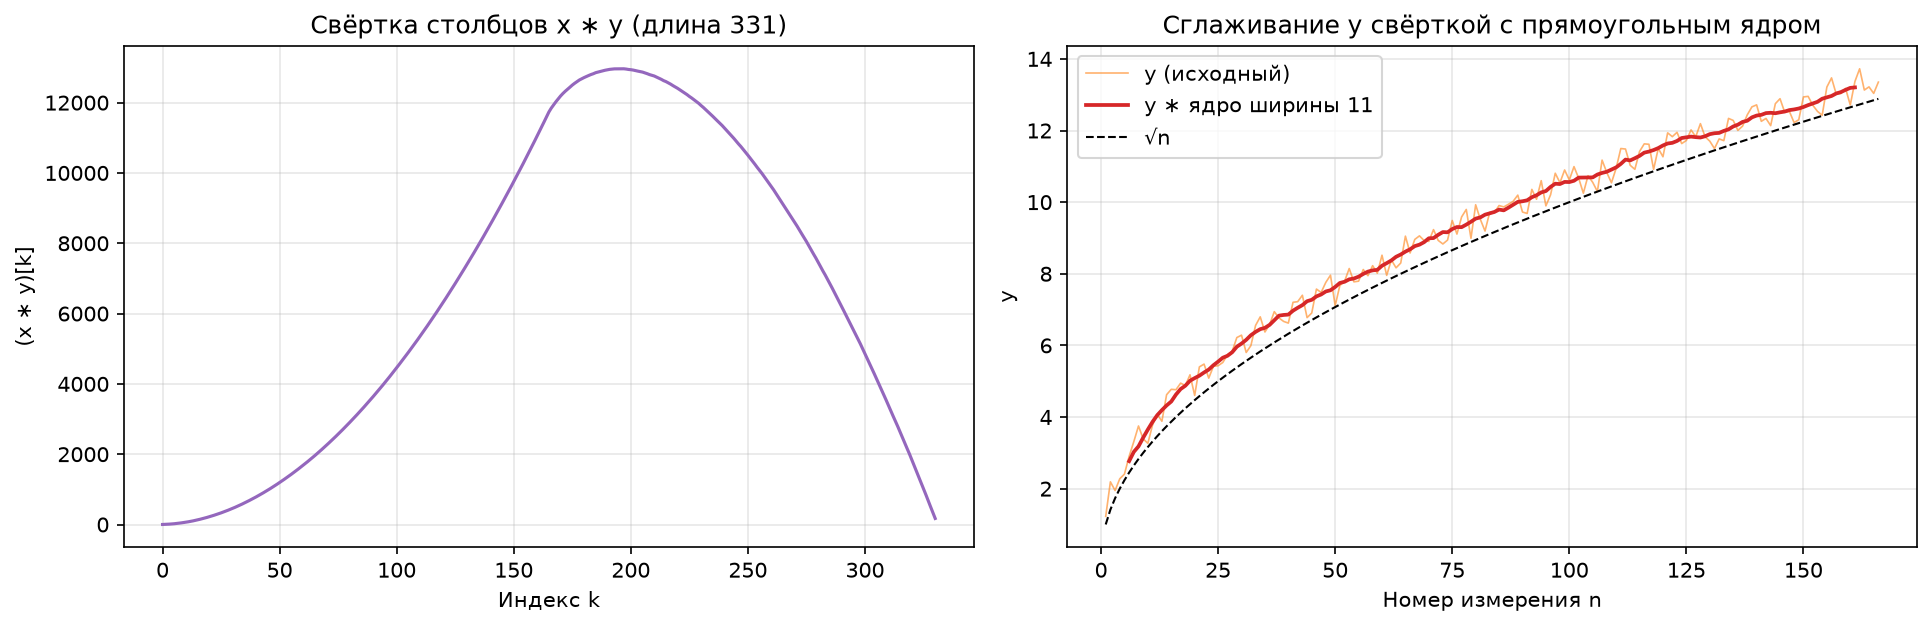 Свёртка столбцов x ∗ y (длина 331)
(x ∗ y)[k]
12000
10000
8000
6000
4000
2000
0
0 50 100 150 200 250 300
Индекс k
Сглаживание y свёрткой с прямоугольным ядром
y (исходный)
y ∗ ядро ширины 11
√n
y
14
12
10
8
6
4
2
0 25 50 75 100 125 150
Номер измерения n